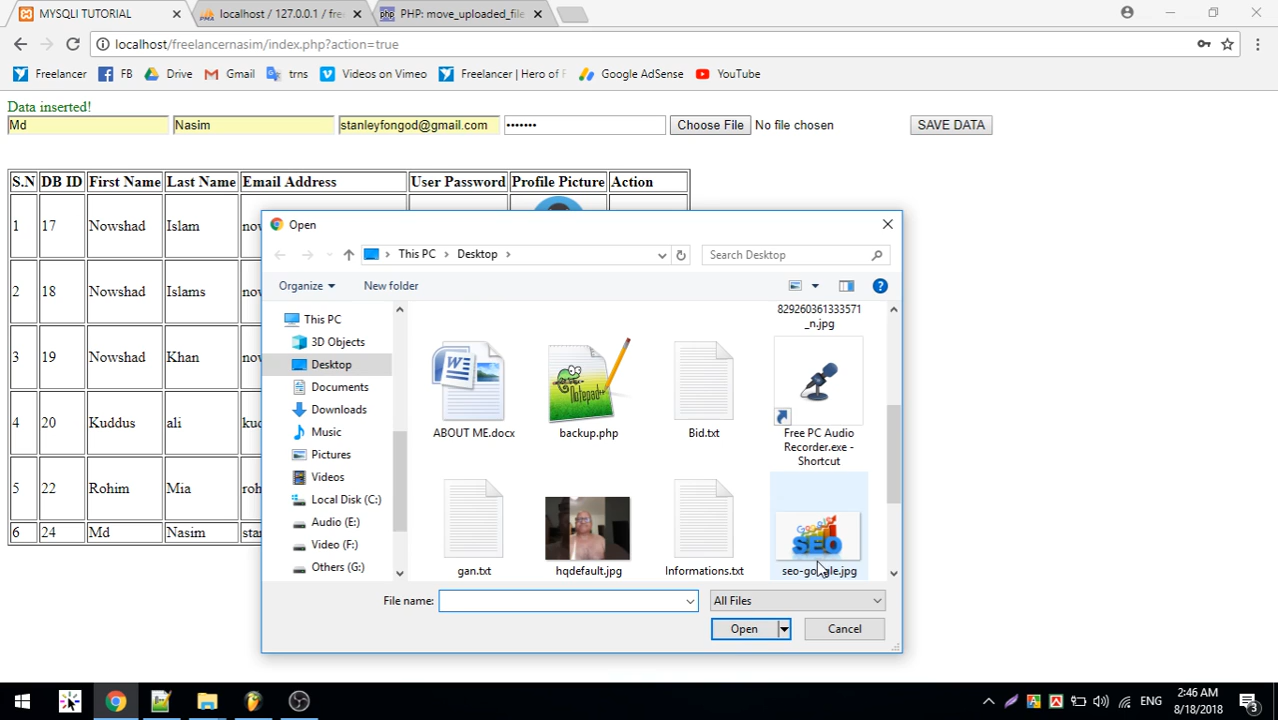 MYSQLI TUTORIAL
localhost / 127.0.0.1 / fre
PHP: move_uploaded_file
localhost/freelancernasim/index.php?action=true
Freelancer
FB
Drive
Gmail
trns
Videos on Vimeo
Freelancer | Hero of F
Google AdSense
YouTube
Data inserted!
Md
Nasim
stanleyfongod@gmail.com
•••••••
Choose File
No file chosen
SAVE DATA
S.N
DB ID
First Name
Last Name
Email Address
User Password
Profile Picture
Action
1 17 Nowshad Islam nov
2 18 Nowshad Islams
3 19 Nowshad Khan
4 20 Kuddus ali kud
5 22 Rohim Mia roh
6 24 Md Nasim sta
Open
This PC
Desktop
Search Desktop
Organize
New folder
This PC
3D Objects
Desktop
Documents
Downloads
Music
Pictures
Videos
Local Disk (C:)
Audio (E:)
Video (F:)
Others (G:)
829260361333571
_n.jpg
ABOUT ME.docx
backup.php
Bid.txt
Free PC Audio
Recorder.exe -
Shortcut
gan.txt
hqdefault.jpg
Informations.txt
seo-google.jpg
File name:
All Files
Open
Cancel
ENG
2:46 AM
8/18/2018
3